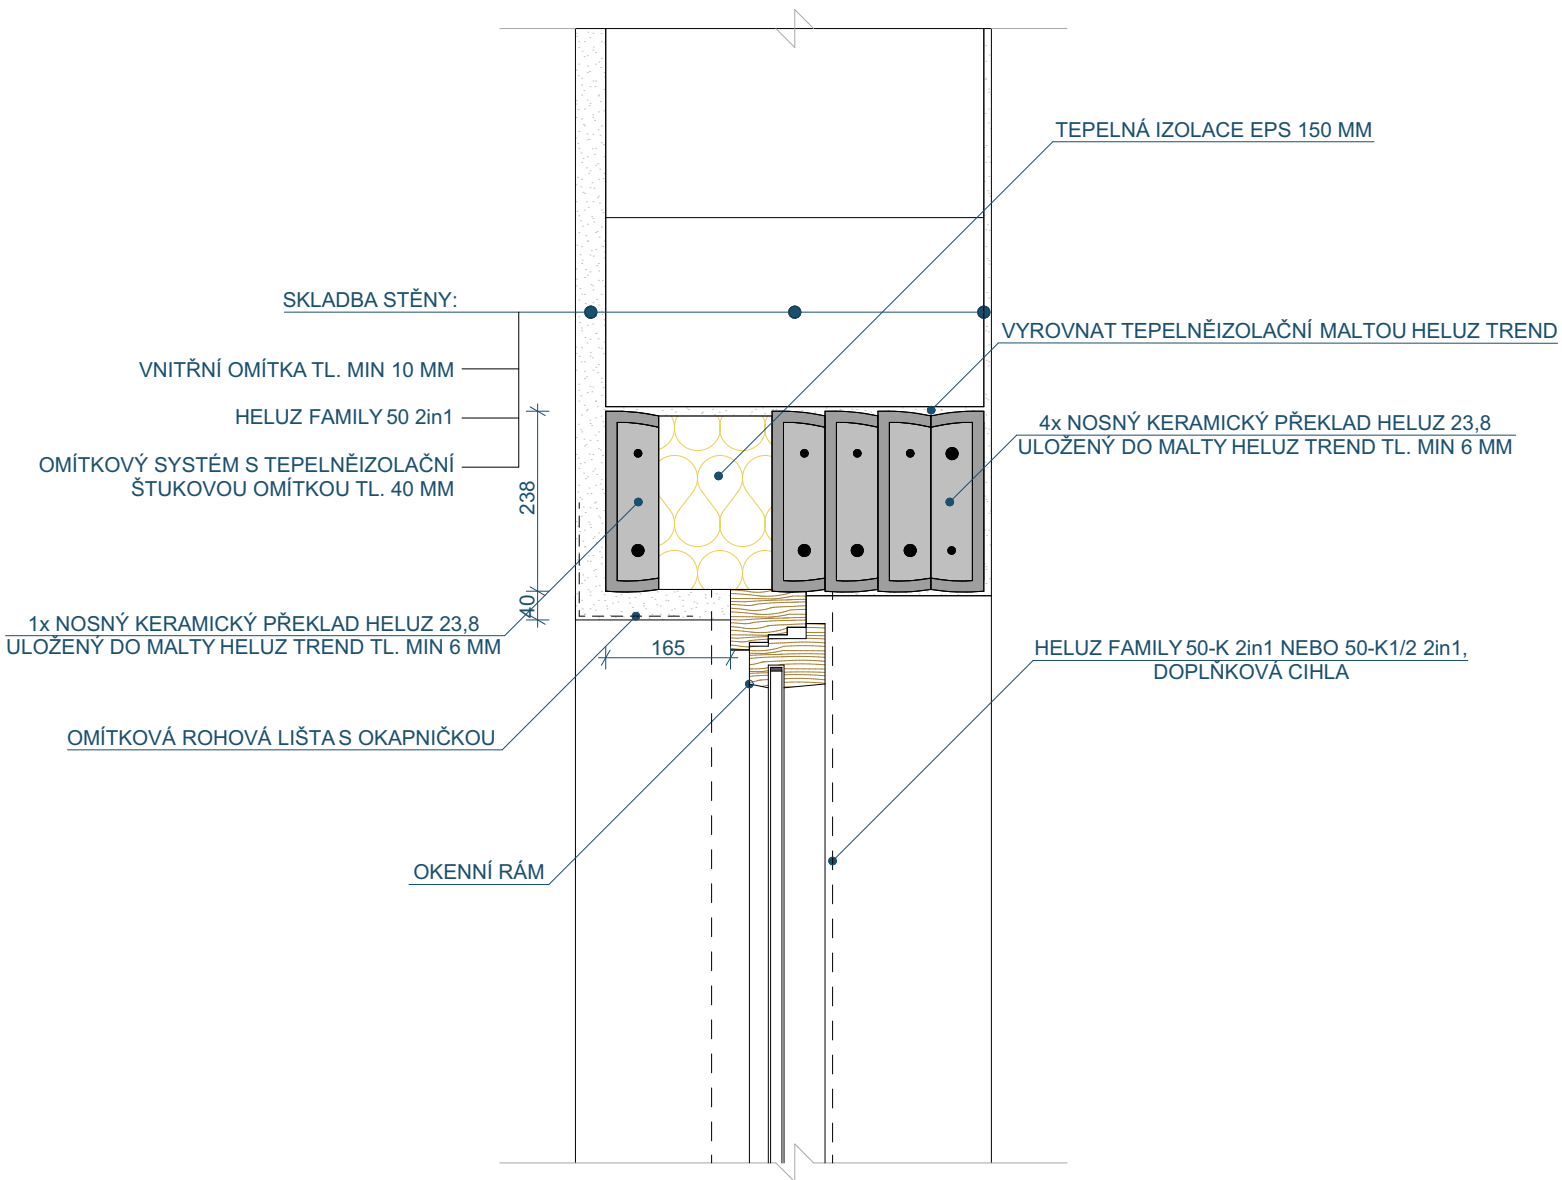 TEPELNÁ IZOLACE EPS 150 MM
SKLADBA STĚNY:
VYROVNAT TEPELNĚIZOLAČNÍ MALTOU HELUZ TREND
VNITŘNÍ OMÍTKA TL. MIN 10 MM
HELUZ FAMILY 50 2in1
OMÍTKOVÝ SYSTÉM S TEPELNĚIZOLAČNÍ
ŠTUKOVOU OMÍTKOU TL. 40 MM
4x NOSNÝ KERAMICKÝ PŘEKLAD HELUZ 23,8
ULOŽENÝ DO MALTY HELUZ TREND TL. MIN 6 MM
238
40
1x NOSNÝ KERAMICKÝ PŘEKLAD HELUZ 23,8
ULOŽENÝ DO MALTY HELUZ TREND TL. MIN 6 MM
165
HELUZ FAMILY 50-K 2in1 NEBO 50-K1/2 2in1,
DOPLŇKOVÁ CIHLA
OMÍTKOVÁ ROHOVÁ LIŠTA S OKAPNIČKOU
OKENNÍ RÁM